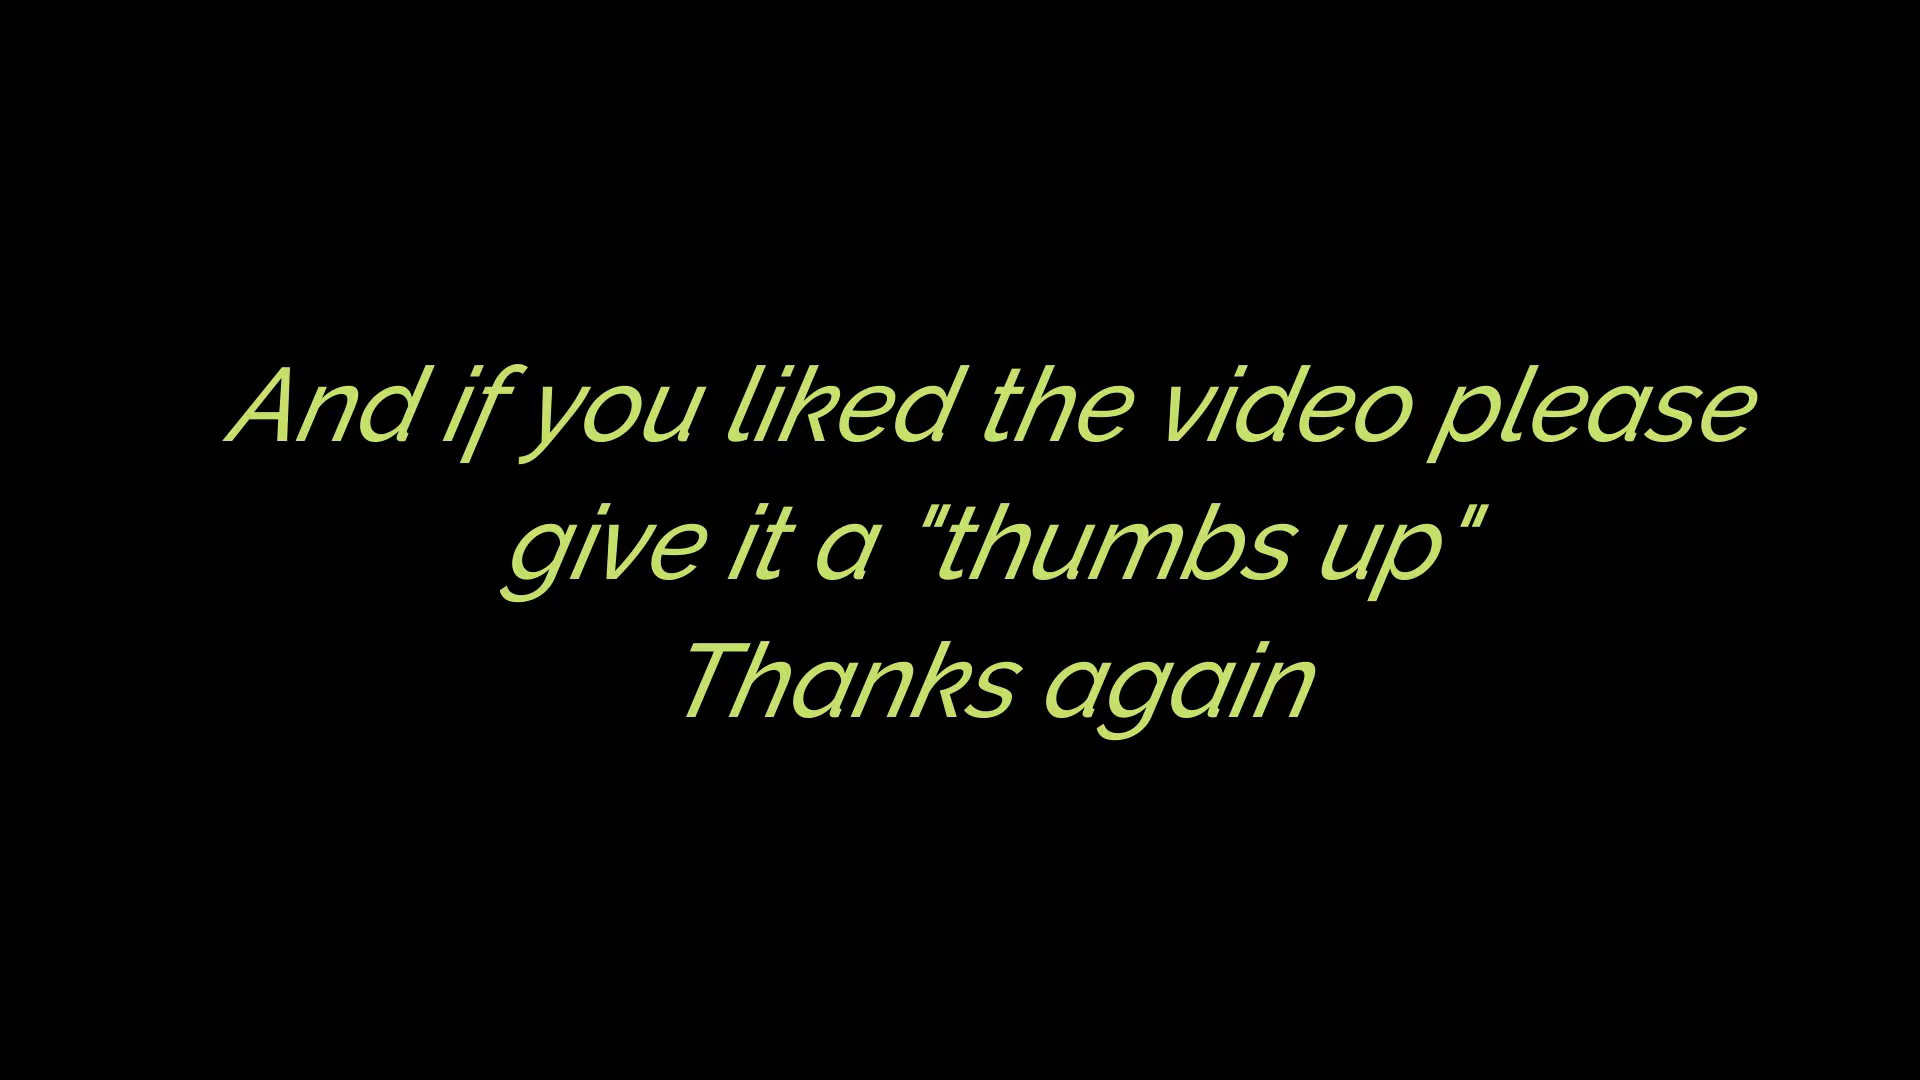 And if you liked the video please
give it a "thumbs up"
Thanks again